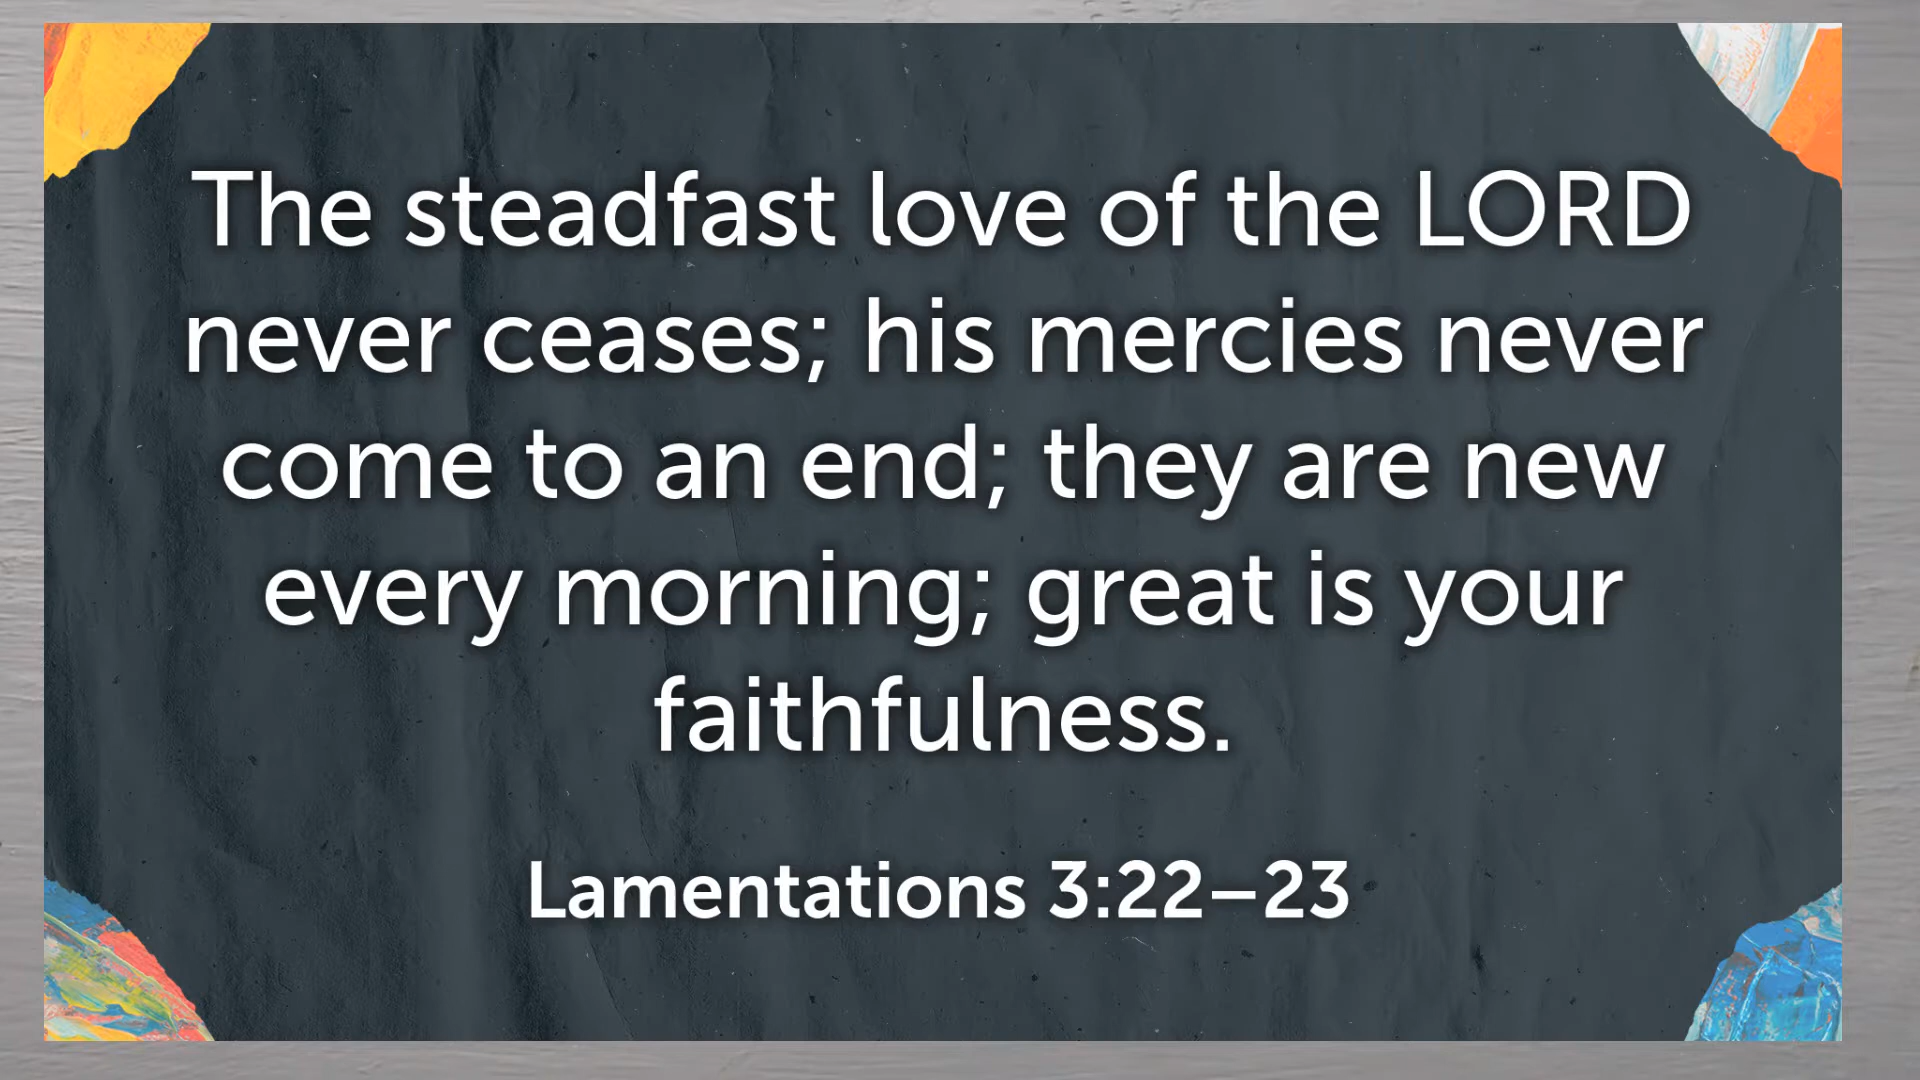 The steadfast love of the LORD
never ceases; his mercies never
come to an end; they are new
every morning; great is your
faithfulness.
Lamentations 3:22–23